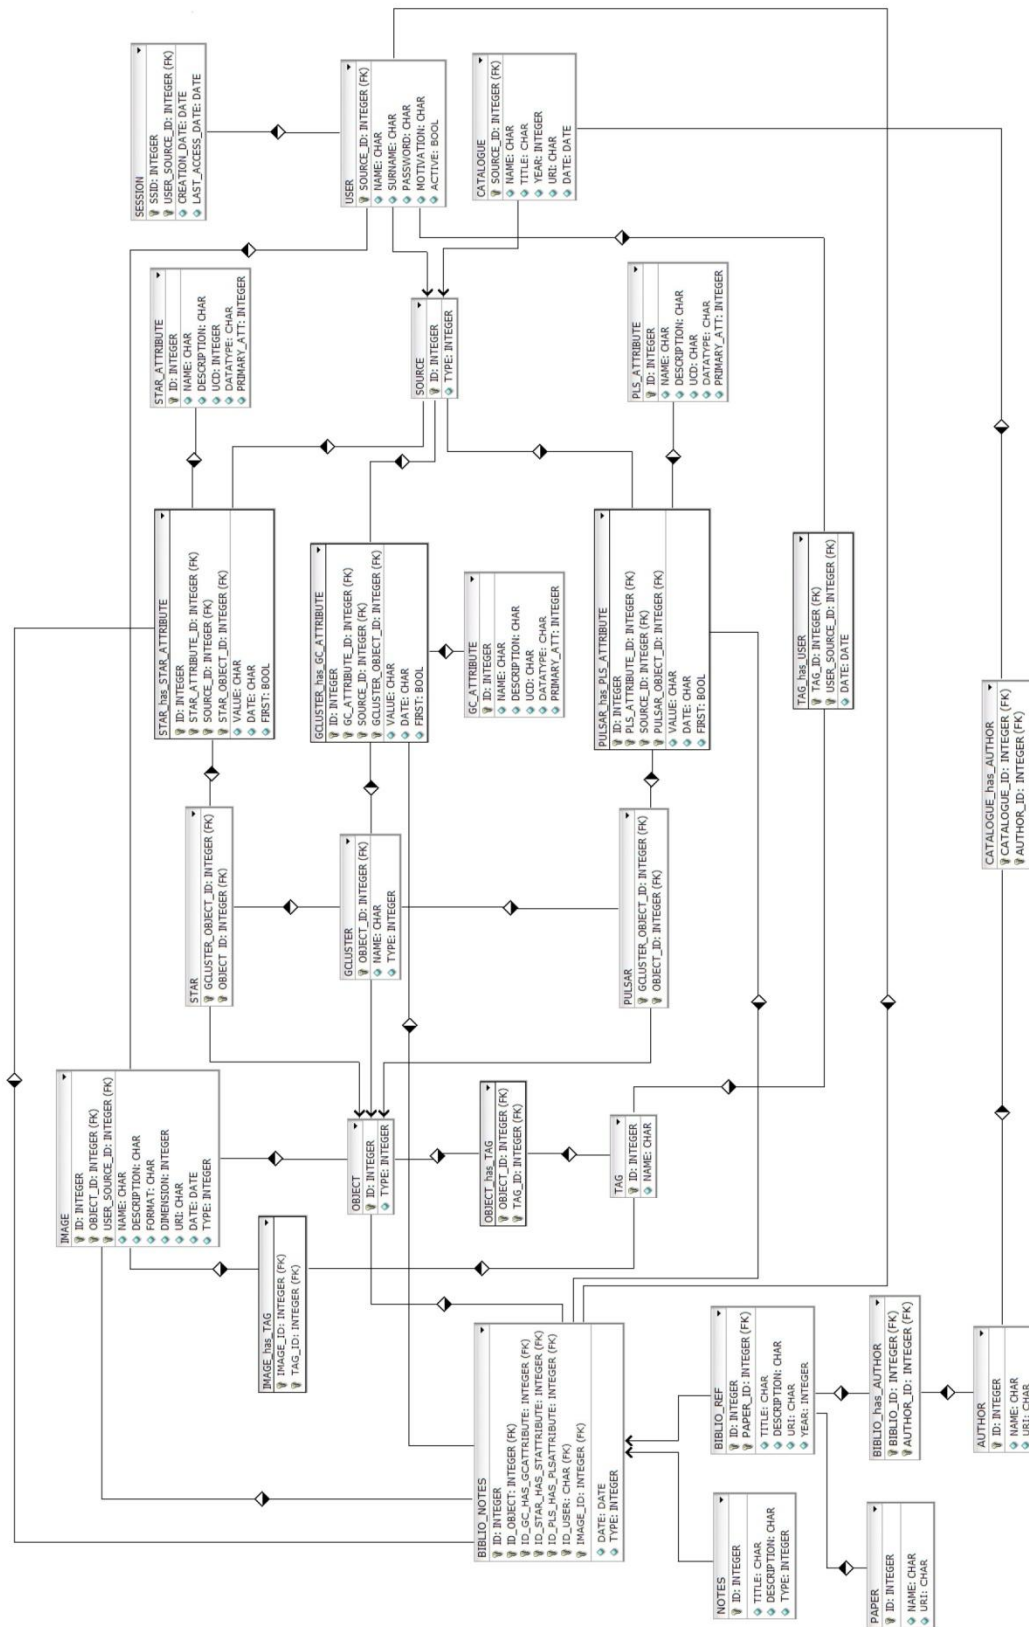 SESSION
SSID: INTEGER
USER_SOURCE_ID: INTEGER (FK)
CREATION_DATE: DATE
LAST_ACCESS_DATE: DATE
USER
SOURCE_ID: INTEGER (FK)
NAME: CHAR
SURNAME: CHAR
PASSWORD: CHAR
MOTIVATION: CHAR
ACTIVE: BOOL
CATALOGUE
SOURCE_ID: INTEGER (FK)
NAME: CHAR
TITLE: CHAR
YEAR: INTEGER
URI: CHAR
DATE: DATE
STAR_ATTRIBUTE
ID: INTEGER
NAME: CHAR
DESCRIPTION: CHAR
UCD: INTEGER
DATATYPE: CHAR
PRIMARY_ATT: INTEGER
SOURCE
ID: INTEGER
TYPE: INTEGER
PLS_ATTRIBUTE
ID: INTEGER
NAME: CHAR
DESCRIPTION: CHAR
UCD: CHAR
DATATYPE: CHAR
PRIMARY_ATT: INTEGER
STAR_has_STAR_ATTRIBUTE
ID: INTEGER
STAR_ATTRIBUTE_ID: INTEGER (FK)
SOURCE_ID: INTEGER (FK)
STAR_OBJECT_ID: INTEGER (FK)
VALUE: CHAR
DATE: CHAR
FIRST: BOOL
GCLUSTER_has_GC_ATTRIBUTE
ID: INTEGER
GC_ATTRIBUTE_ID: INTEGER (FK)
SOURCE_ID: INTEGER (FK)
GCLUSTER_OBJECT_ID: INTEGER (FK)
VALUE: CHAR
DATE: CHAR
FIRST: BOOL
GC_ATTRIBUTE
ID: INTEGER
NAME: CHAR
DESCRIPTION: CHAR
UCD: CHAR
DATATYPE: CHAR
PRIMARY_ATT: INTEGER
PULSAR_has_PLS_ATTRIBUTE
ID: INTEGER
PLS_ATTRIBUTE_ID: INTEGER (FK)
SOURCE_ID: INTEGER (FK)
PULSAR_OBJECT_ID: INTEGER (FK)
VALUE: CHAR
DATE: CHAR
FIRST: BOOL
TAG_has_USER
TAG_ID: INTEGER (FK)
USER_SOURCE_ID: INTEGER (FK)
DATE: DATE
CATALOGUE_has_AUTHOR
CATALOGUE_ID: INTEGER (FK)
AUTHOR_ID: INTEGER (FK)
STAR
GCLUSTER_OBJECT_ID: INTEGER (FK)
OBJECT_ID: INTEGER (FK)
GCLUSTER
OBJECT_ID: INTEGER (FK)
NAME: CHAR
TYPE: INTEGER
PULSAR
GCLUSTER_OBJECT_ID: INTEGER (FK)
OBJECT_ID: INTEGER (FK)
IMAGE
ID: INTEGER
OBJECT_ID: INTEGER (FK)
USER_SOURCE_ID: INTEGER (FK)
NAME: CHAR
DESCRIPTION: CHAR
FORMAT: CHAR
DIMENSION: INTEGER
URI: CHAR
DATE: DATE
TYPE: INTEGER
OBJECT
ID: INTEGER
TYPE: INTEGER
OBJECT_has_TAG
OBJECT_ID: INTEGER (FK)
TAG_ID: INTEGER (FK)
TAG
ID: INTEGER
NAME: CHAR
IMAGE_has_TAG
IMAGE_ID: INTEGER (FK)
TAG_ID: INTEGER (FK)
BIBLIO_NOTES
ID: INTEGER
ID_OBJECT: INTEGER (FK)
ID_GC_HAS_GCATTRIBUTE: INTEGER (FK)
ID_STAR_HAS_STATTRIBUTE: INTEGER (FK)
ID_PLS_HAS_PLSATTRIBUTE: INTEGER (FK)
ID_USER: CHAR (FK)
IMAGE_ID: INTEGER (FK)
DATE: DATE
TYPE: INTEGER
BIBLIO_REF
ID: INTEGER
PAPER_ID: INTEGER (FK)
TITLE: CHAR
DESCRIPTION: CHAR
URI: CHAR
YEAR: INTEGER
BIBLIO_has_AUTHOR
BIBLIO_ID: INTEGER (FK)
AUTHOR_ID: INTEGER (FK)
AUTHOR
ID: INTEGER
NAME: CHAR
URI: CHAR
NOTES
ID: INTEGER
TITLE: CHAR
DESCRIPTION: CHAR
TYPE: INTEGER
PAPER
ID: INTEGER
NAME: CHAR
URI: CHAR